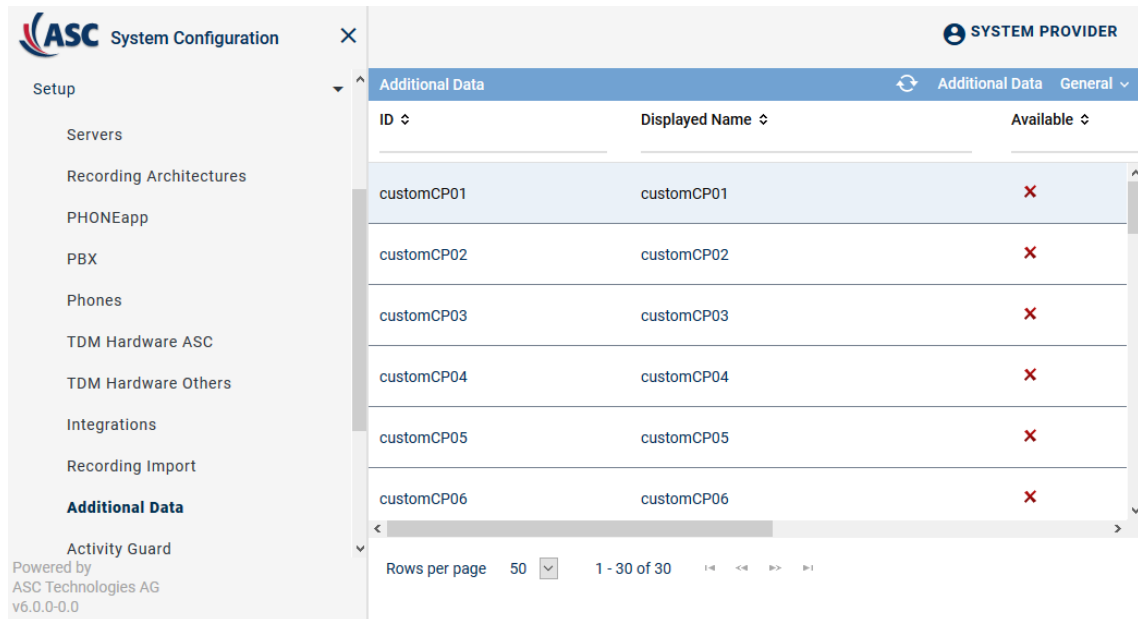 ASC System Configuration
SYSTEM PROVIDER
Setup
Servers
Recording Architectures
PHONEapp
PBX
Phones
TDM Hardware ASC
TDM Hardware Others
Integrations
Recording Import
Additional Data
Activity Guard
Powered by
ASC Technologies AG
v6.0.0-0.0
Additional Data Additional Data General
ID Displayed Name Available
customCP01 customCP01
customCP02 customCP02
customCP03 customCP03
customCP04 customCP04
customCP05 customCP05
customCP06 customCP06
Rows per page 50 1 - 30 of 30